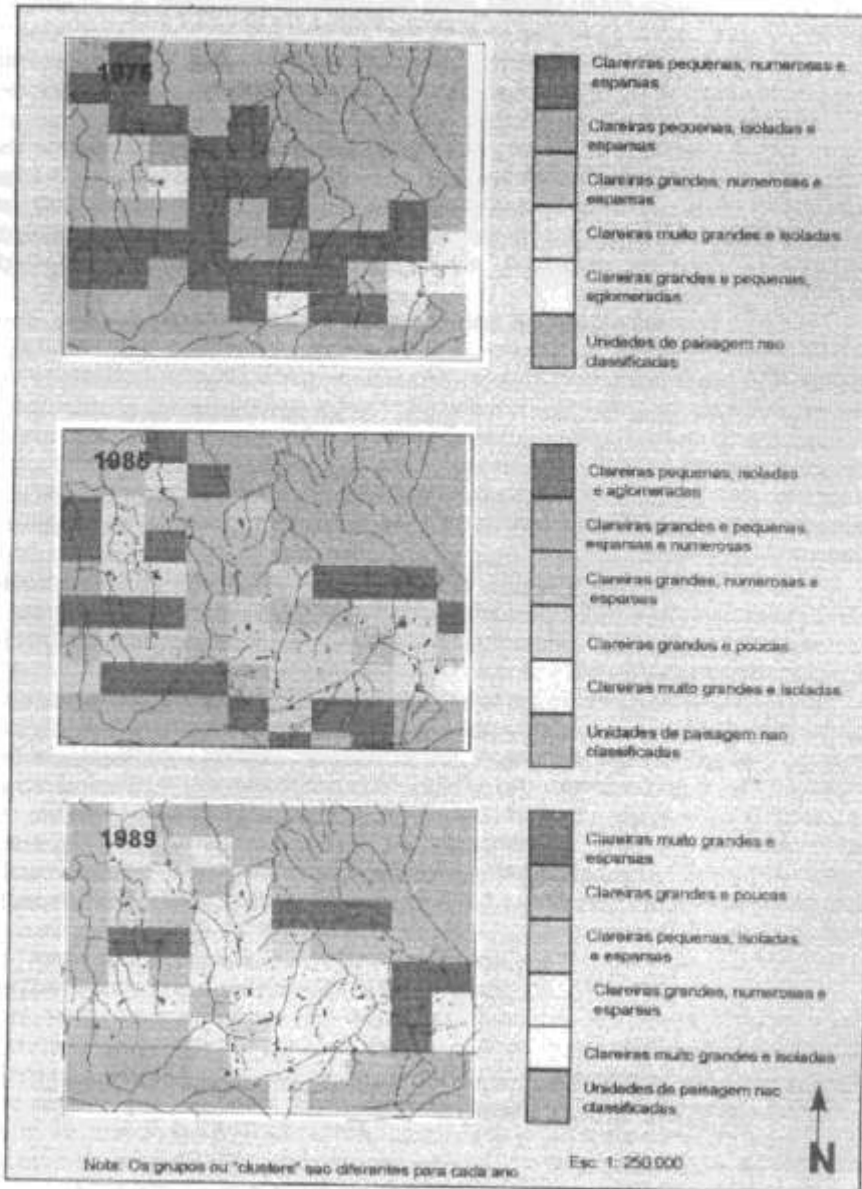 1975
Clareiras pequenas, numerosas e
esparsas
Clareiras pequenas, isoladas e
esparsas
Clareiras grandes, numerosas e
esparsas
Clareiras muito grandes e isoladas
Clareiras grandes e pequenas,
aglomeradas
Unidades de paisagem nao
classificadas
1985
Clareiras pequenas, isoladas
e aglomeradas
Clareiras grandes e pequenas,
esparsas e numerosas
Clareiras grandes, numerosas e
esparsas
Clareiras grandes e poucas
Clareiras muito grandes e isoladas
Unidades de paisagem nao
classificadas
1989
Clareiras muito grandes e
esparsas
Clareiras grandes e poucas
Clareiras pequenas, isoladas
e esparsas
Clareiras grandes, numerosas e
esparsas
Clareiras muito grandes e isoladas
Unidades de paisagem nao
classificadas
N
Nota: Os grupos ou "clusters" sao diferentes para cada ano
Esc. 1: 250.000